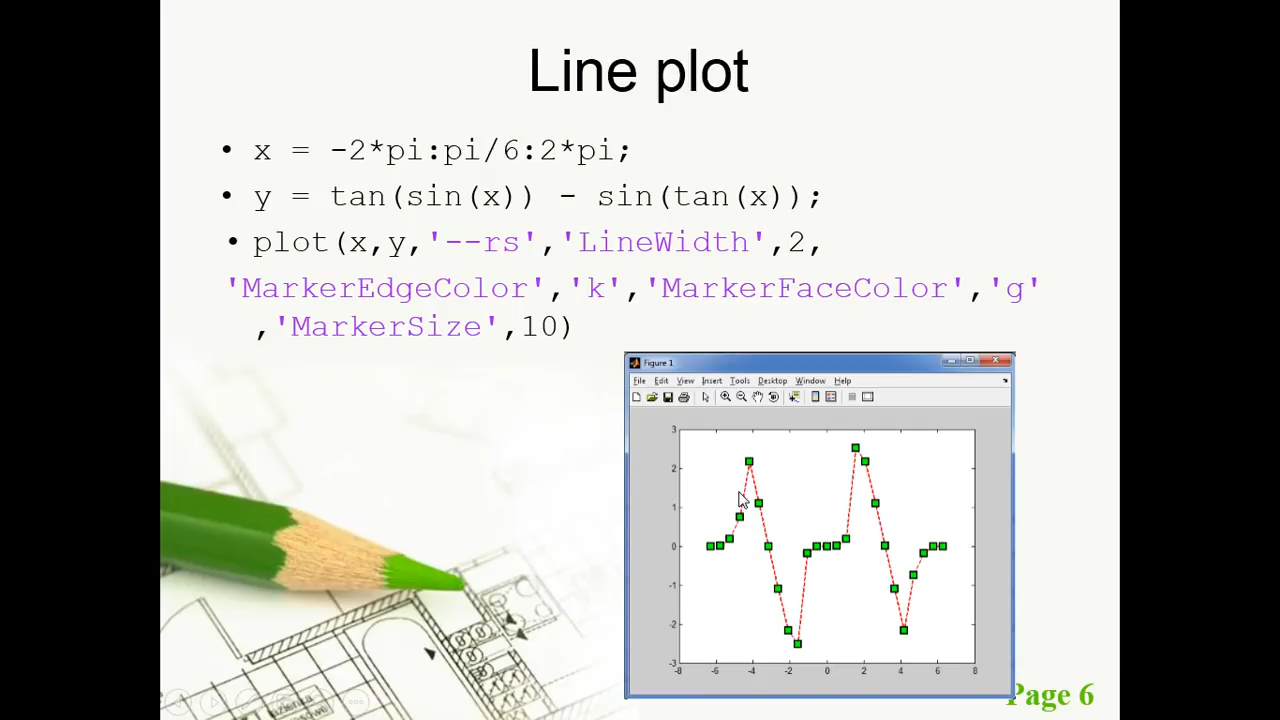 Line plot
• x = -2*pi:pi/6:2*pi;
• y = tan(sin(x)) - sin(tan(x));
• plot(x,y,'--rs','LineWidth',2,
'MarkerEdgeColor','k','MarkerFaceColor','g'
,'MarkerSize',10)
Figure 1
File Edit View Insert Tools Desktop Window Help
3
2
1
0
-1
-2
-3
-8 -6 -4 -2 0 2 4 6 8
Page 6